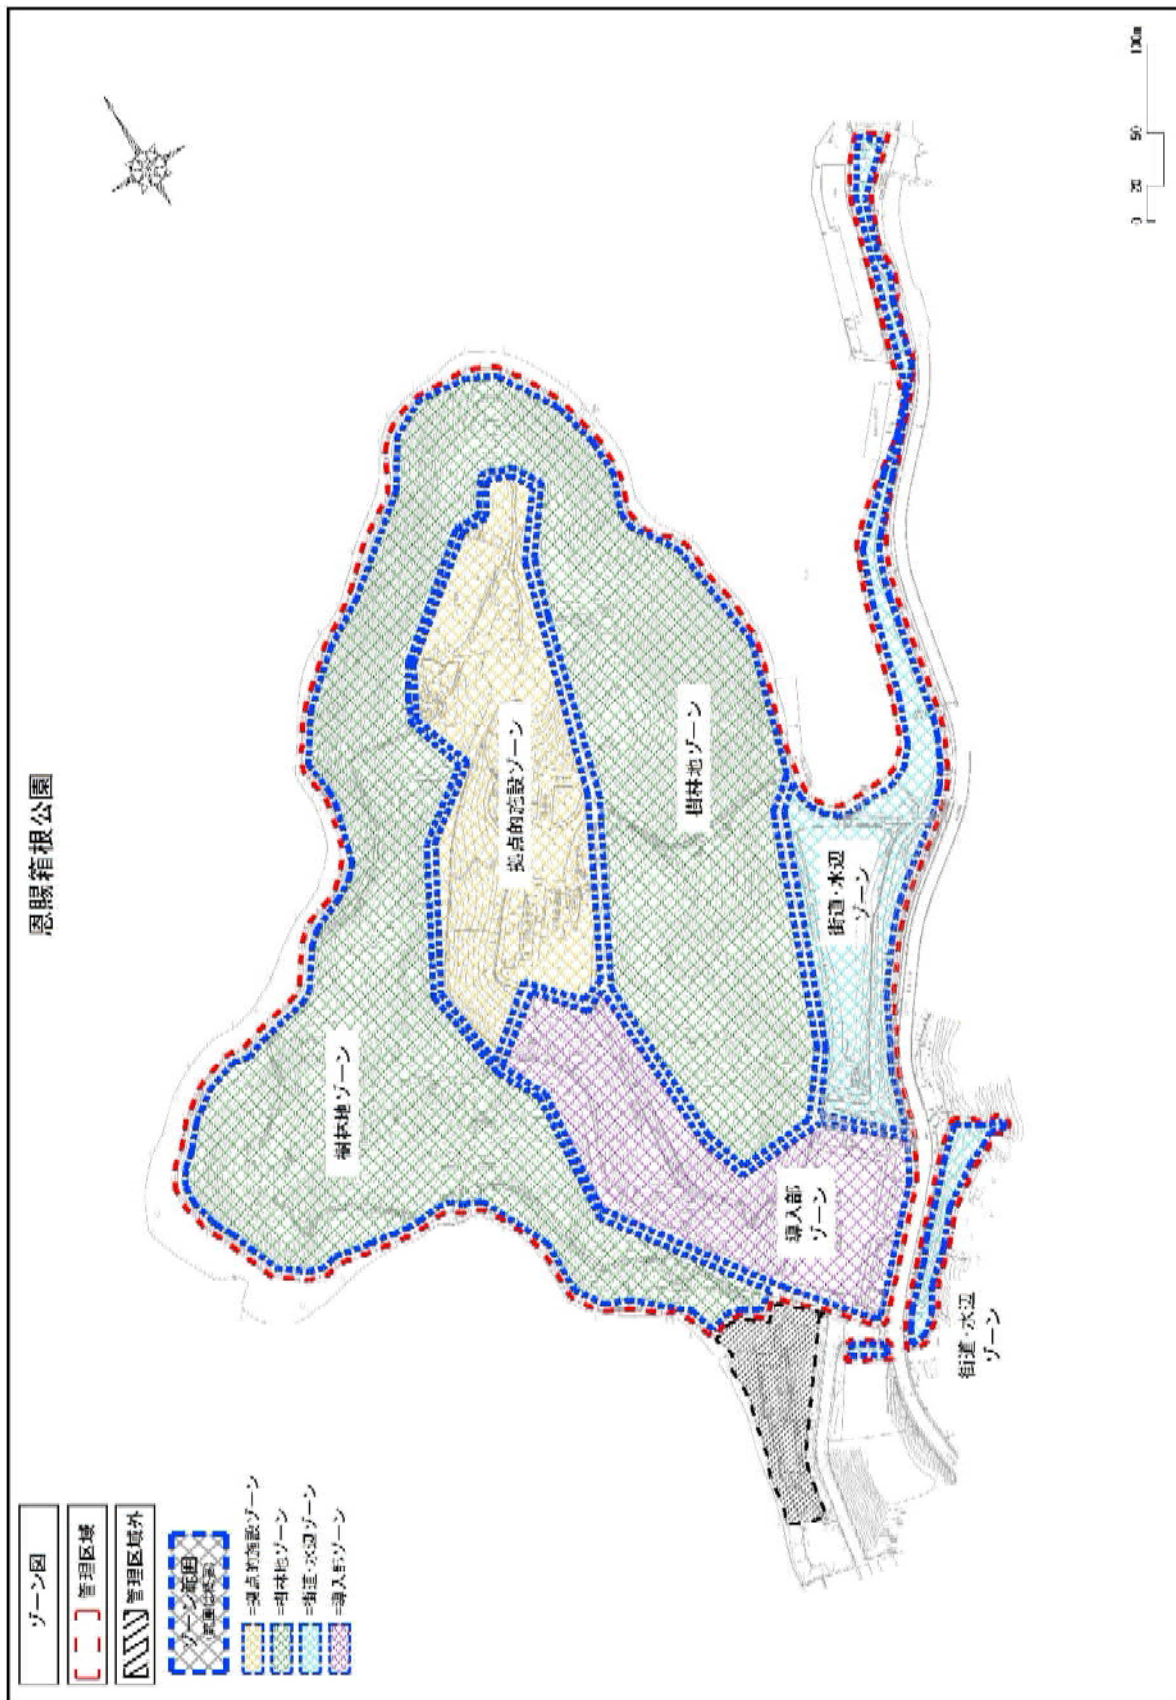 恩賜箱根公園
ゾーン図
管理区域
管理区域外
ゾーン範囲
=拠点的施設ゾーン
=樹林地ゾーン
=街道・水辺ゾーン
=導入部ゾーン
樹林地ゾーン
拠点的施設ゾーン
樹林地ゾーン
街道・水辺
ゾーン
導入部
ゾーン
街道・水辺
ゾーン
0 20 50 100m